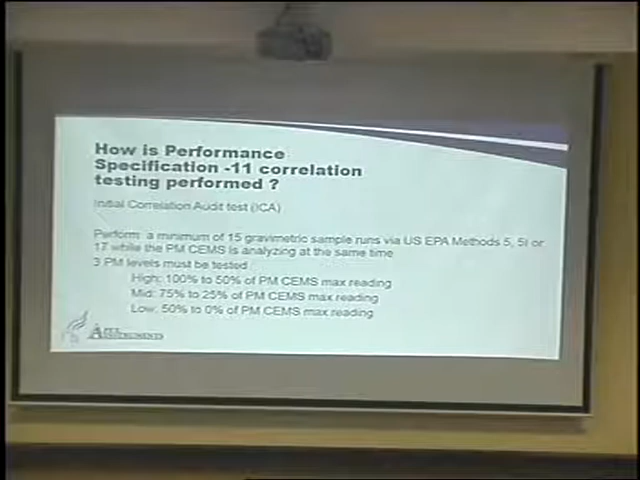 How is Performance
Specification -11 correlation
testing performed ?
Initial Correlation Audit test (ICA)
Perform a minimum of 15 gravimetric sample runs via US EPA Methods 5, 5I or
17 while the PM CEMS is analyzing at the same time
3 PM levels must be tested
High: 100% to 50% of PM CEMS max reading
Mid: 75% to 25% of PM CEMS max reading
Low: 50% to 0% of PM CEMS max reading
APEX
INSTRUMENTS